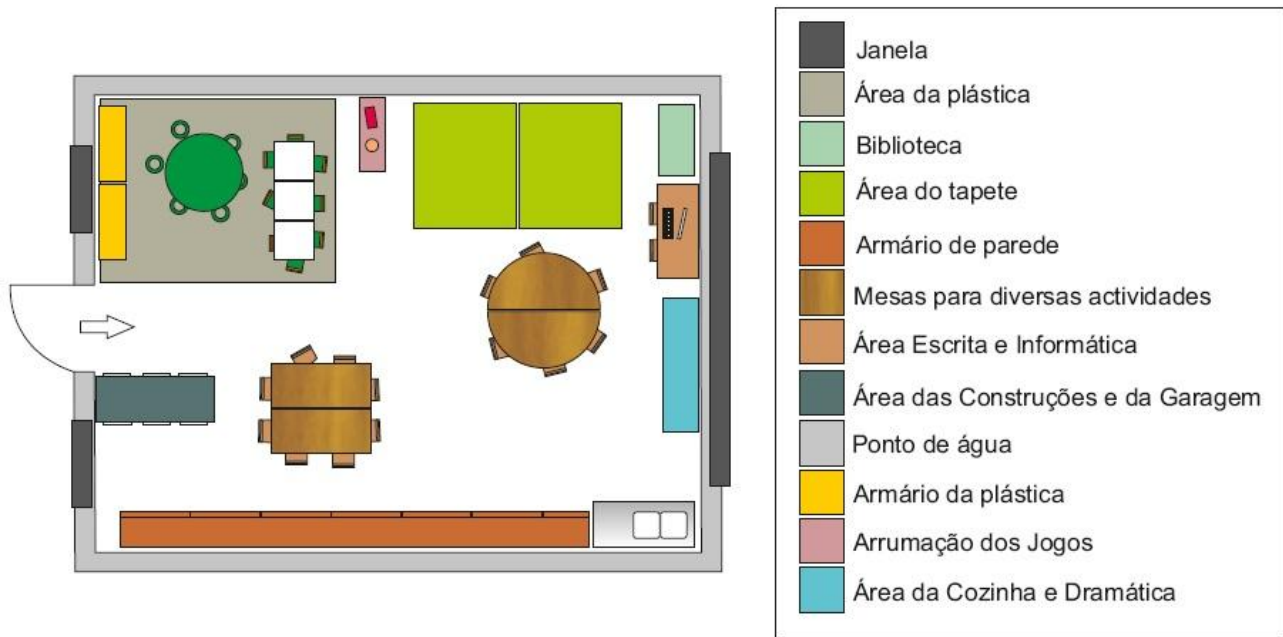 Janela
Área da plástica
Biblioteca
Área do tapete
Armário de parede
Mesas para diversas actividades
Área Escrita e Informática
Área das Construções e da Garagem
Ponto de água
Armário da plástica
Arrumação dos Jogos
Área da Cozinha e Dramática